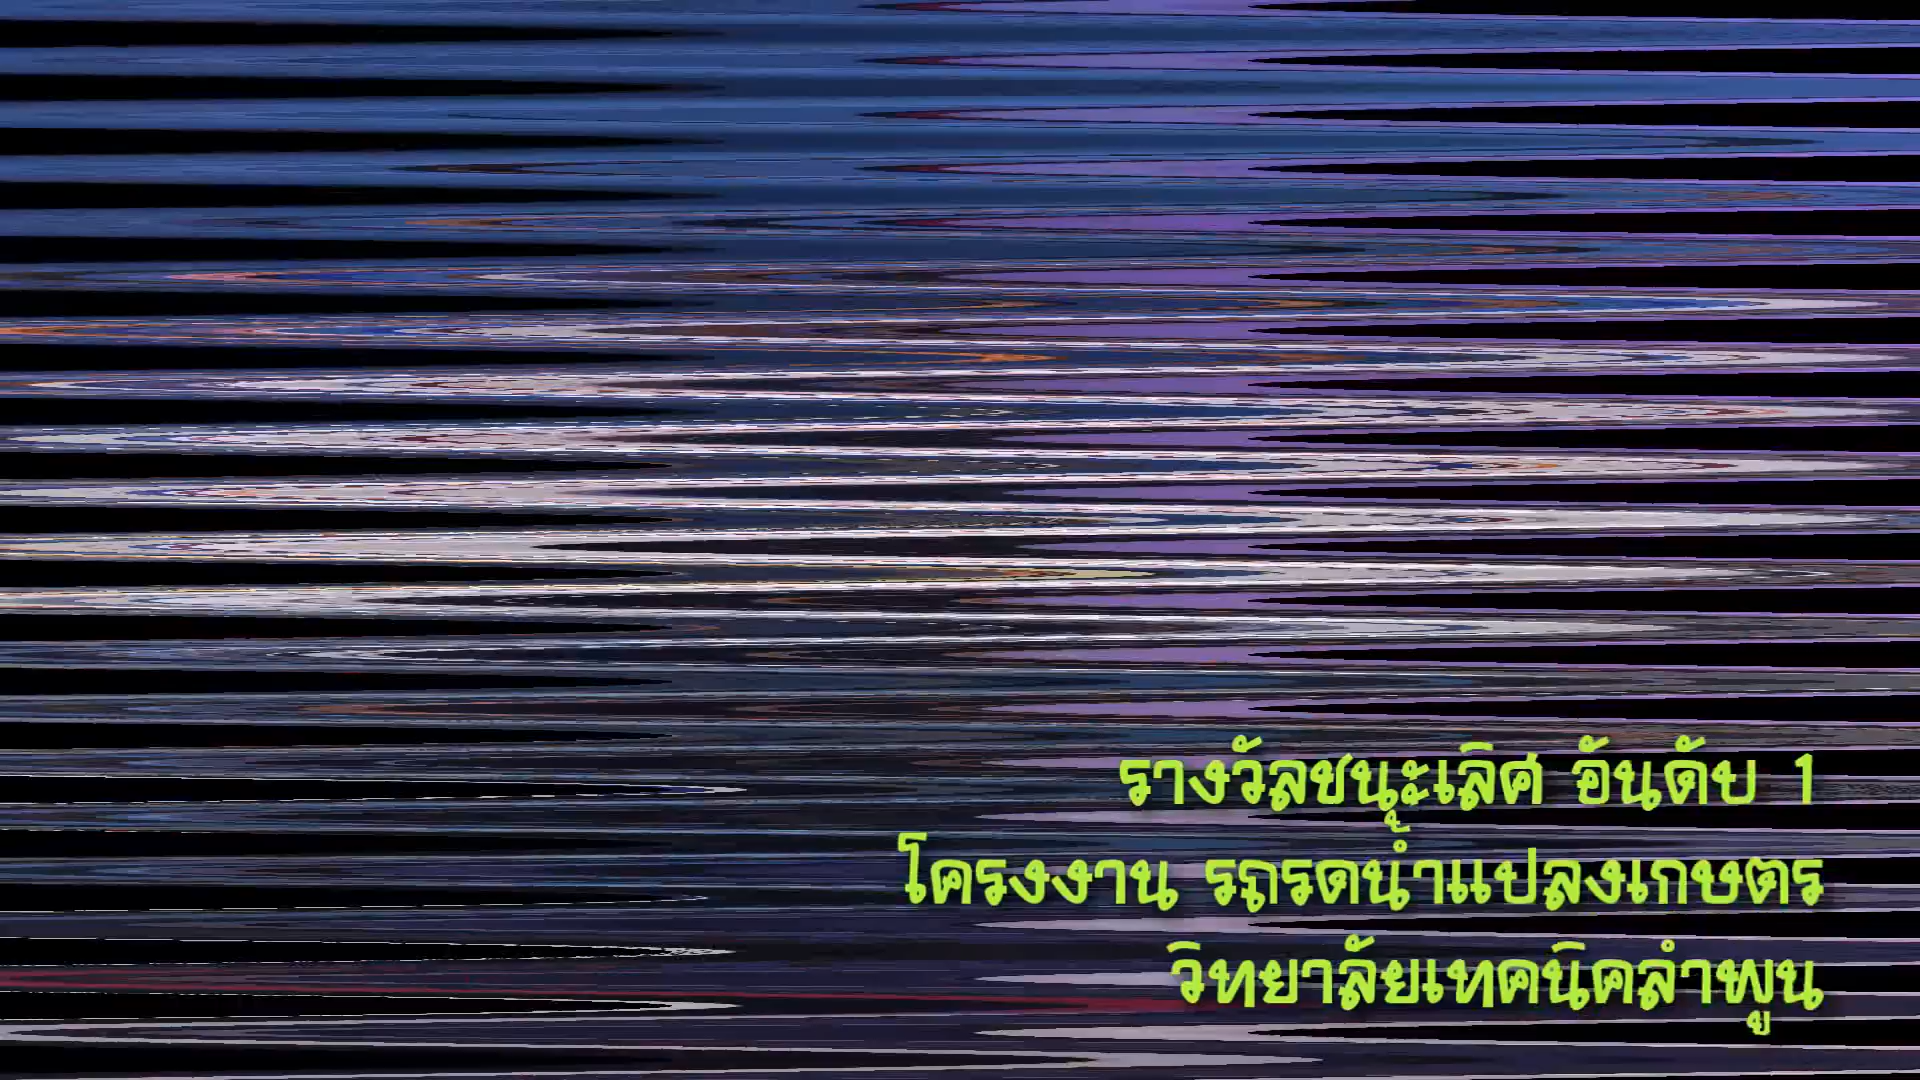 รางวัลชนะเลิศ อันดับ 1
โครงงาน รถรดน้ำแปลงเกษตร
วิทยาลัยเทคนิคลำพูน